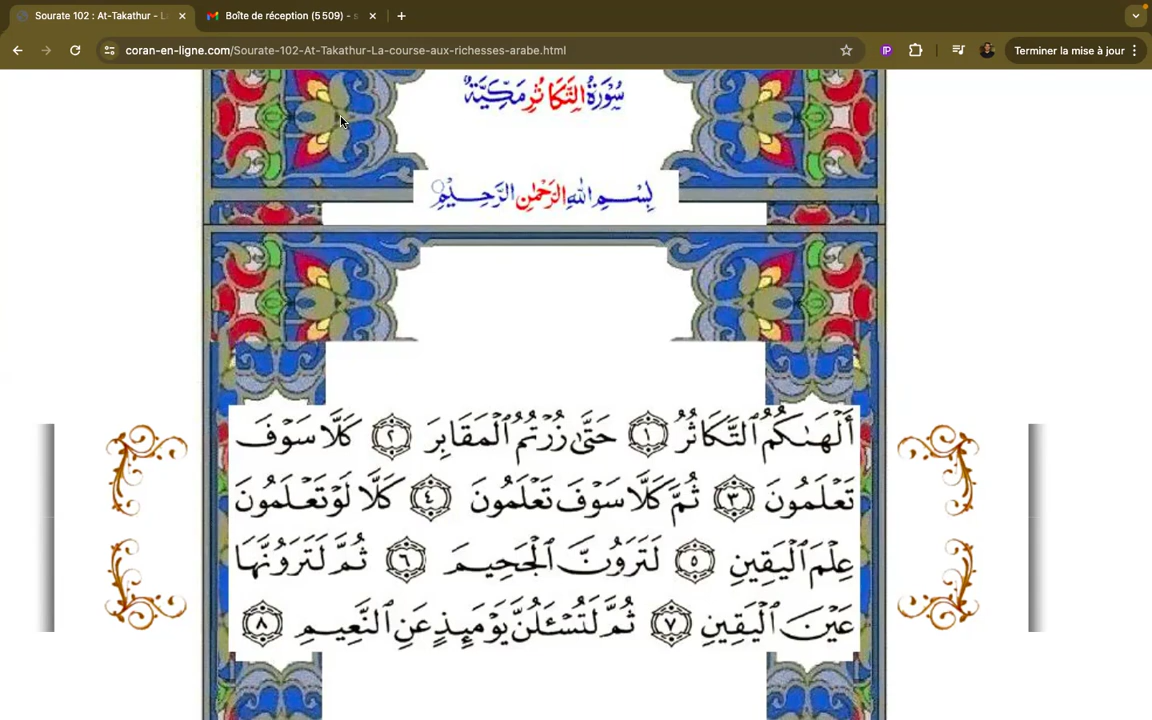 Sourate 102 : At-Takathur - L
Boîte de réception (5 509) - s
coran-en-ligne.com/Sourate-102-At-Takathur-La-course-aux-richesses-arabe.html
Terminer la mise à jour
سُورَةُ التَّكَاثُرِ مَكِّيَّةٌ
بِسْمِ اللهِ الرَّحْمٰنِ الرَّحِيْمِ
أَلْهَىٰكُمُ ٱلتَّكَاثُرُ ١ حَتَّىٰ زُرْتُمُ ٱلْمَقَابِرَ ٢ كَلَّا سَوْفَ
تَعْلَمُونَ ٣ ثُمَّ كَلَّا سَوْفَ تَعْلَمُونَ ٤ كَلَّا لَوْ تَعْلَمُونَ
عِلْمَ ٱلْيَقِينِ ٥ لَتَرَوُنَّ ٱلْجَحِيمَ ٦ ثُمَّ لَتَرَوُنَّهَا
عَيْنَ ٱلْيَقِينِ ٧ ثُمَّ لَتُسْـَٔلُنَّ يَوْمَئِذٍ عَنِ ٱلنَّعِيمِ ٨